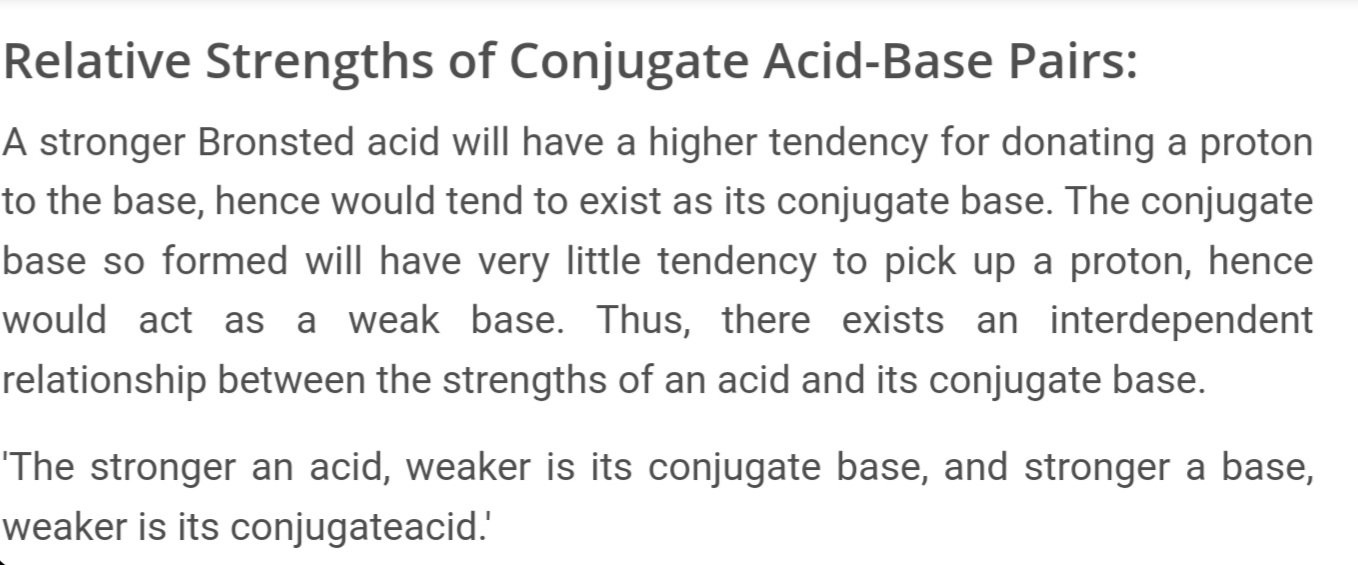 Relative Strengths of Conjugate Acid-Base Pairs:
A stronger Bronsted acid will have a higher tendency for donating a proton
to the base, hence would tend to exist as its conjugate base. The conjugate
base so formed will have very little tendency to pick up a proton, hence
would act as a weak base. Thus, there exists an interdependent
relationship between the strengths of an acid and its conjugate base.
'The stronger an acid, weaker is its conjugate base, and stronger a base,
weaker is its conjugateacid.'